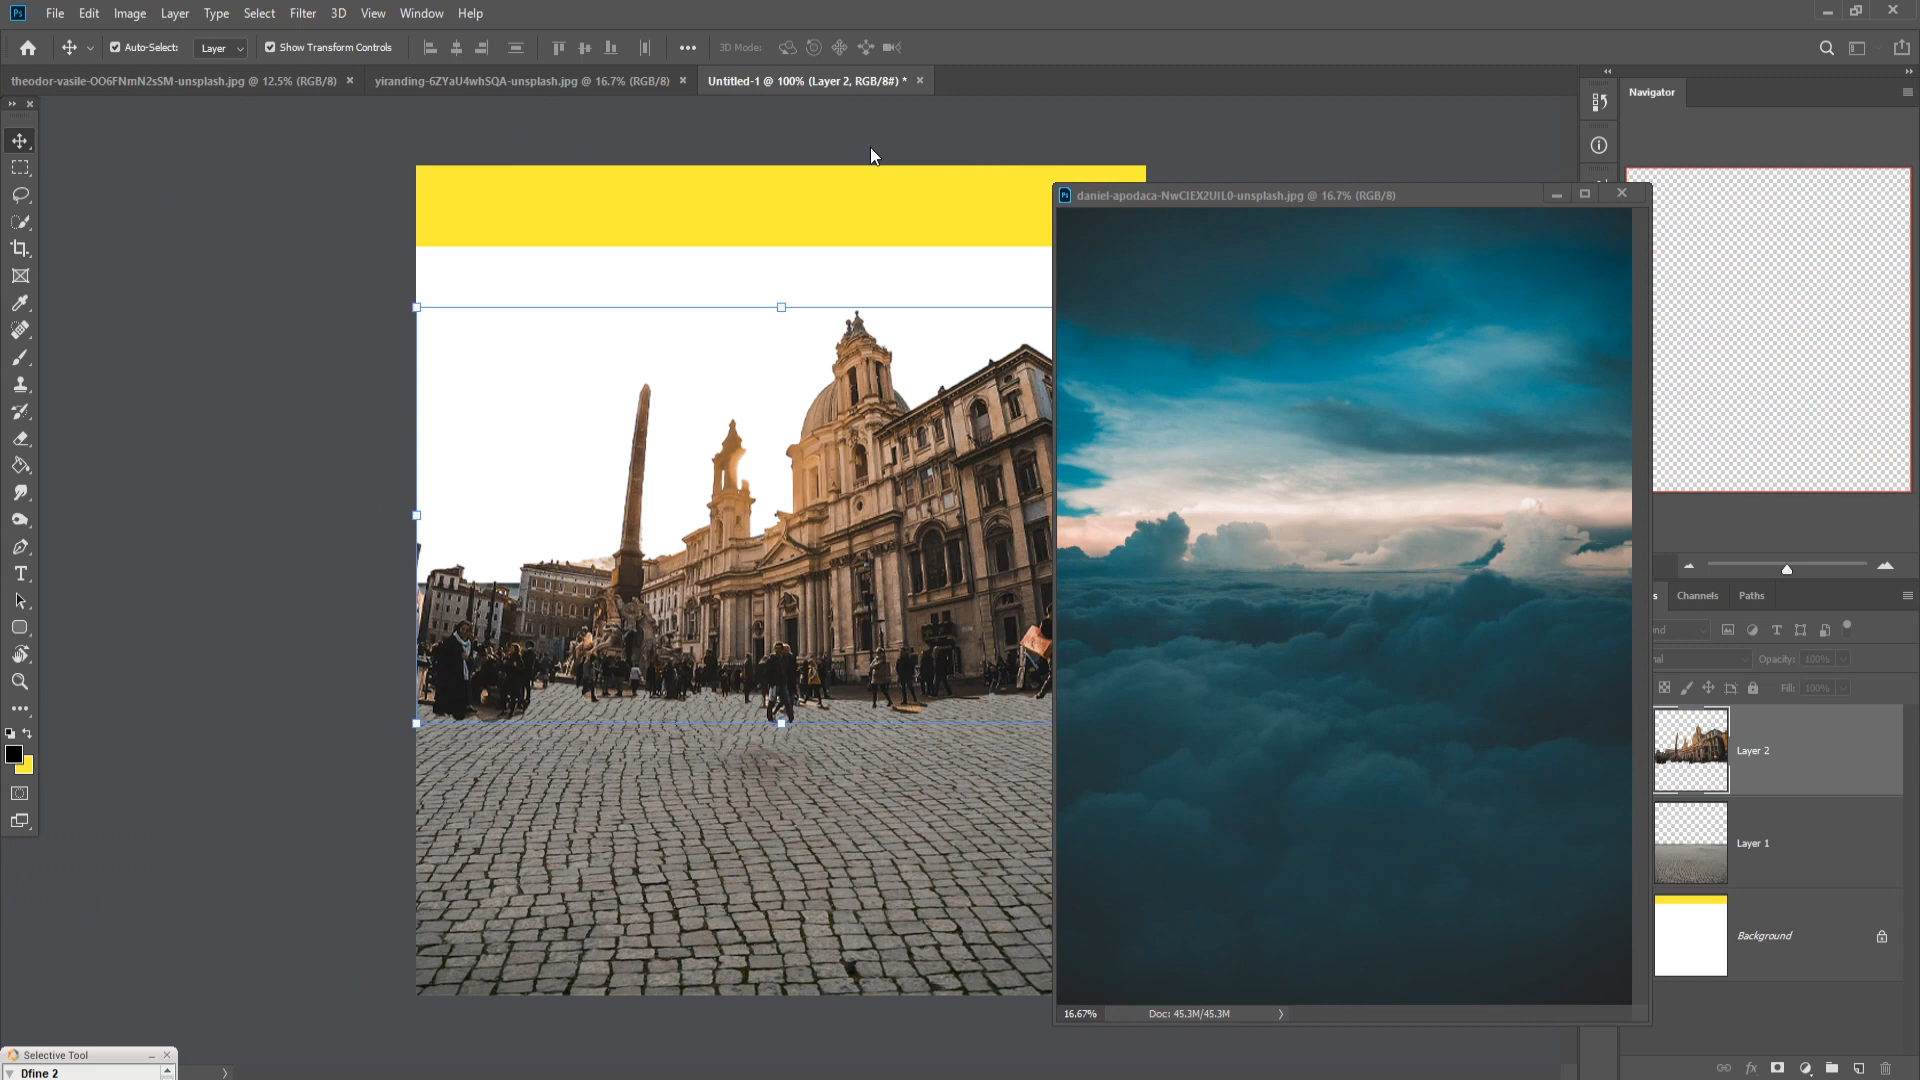 Ps File Edit Image Layer Type Select Filter 3D View Window Help
Auto-Select: Layer Show Transform Controls 3D Mode:
theodor-vasile-OO6FNmN2sSM-unsplash.jpg @ 12.5% (RGB/8)
yiranding-6ZYaU4whSQA-unsplash.jpg @ 16.7% (RGB/8)
Untitled-1 @ 100% (Layer 2, RGB/8#) *
Navigator
daniel-apodaca-NwCIEX2UIL0-unsplash.jpg @ 16.7% (RGB/8)
s Channels Paths
nd
nal Opacity: 100%
Fill: 100%
Layer 2
Layer 1
Background
16.67% Doc: 45.3M/45.3M
Selective Tool
Dfine 2